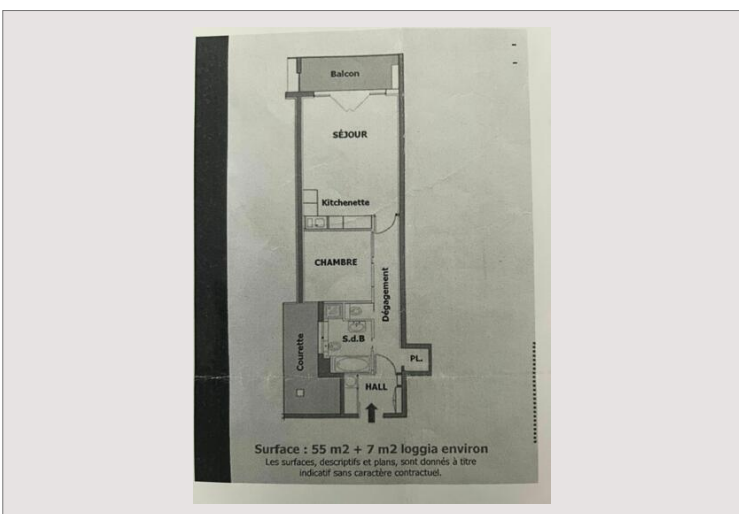 Balcon
SÉJOUR
Kitchenette
CHAMBRE
Dégagement
Courette
S.d.B
PL.
HALL
Surface : 55 m2 + 7 m2 loggia environ
Les surfaces, descriptifs et plans, sont donnés à titre
indicatif sans caractère contractuel.